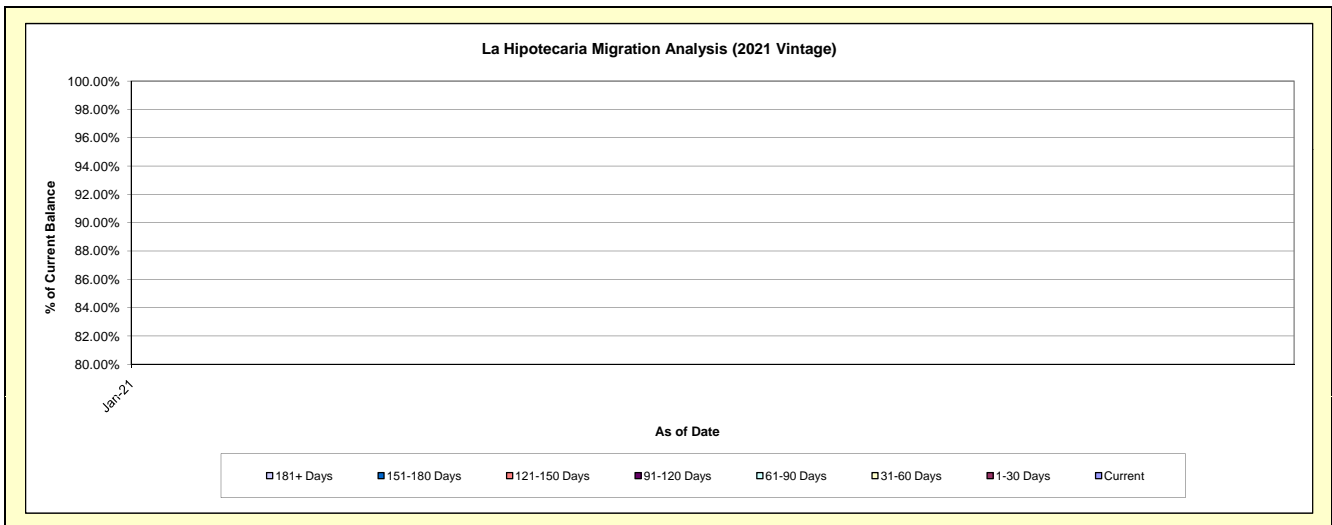 La Hipotecaria Migration Analysis (2021 Vintage)
100.00%
98.00%
96.00%
94.00%
92.00%
90.00%
88.00%
86.00%
84.00%
82.00%
80.00%
% of Current Balance
Jan-21
As of Date
181+ Days 151-180 Days 121-150 Days 91-120 Days 61-90 Days 31-60 Days 1-30 Days Current